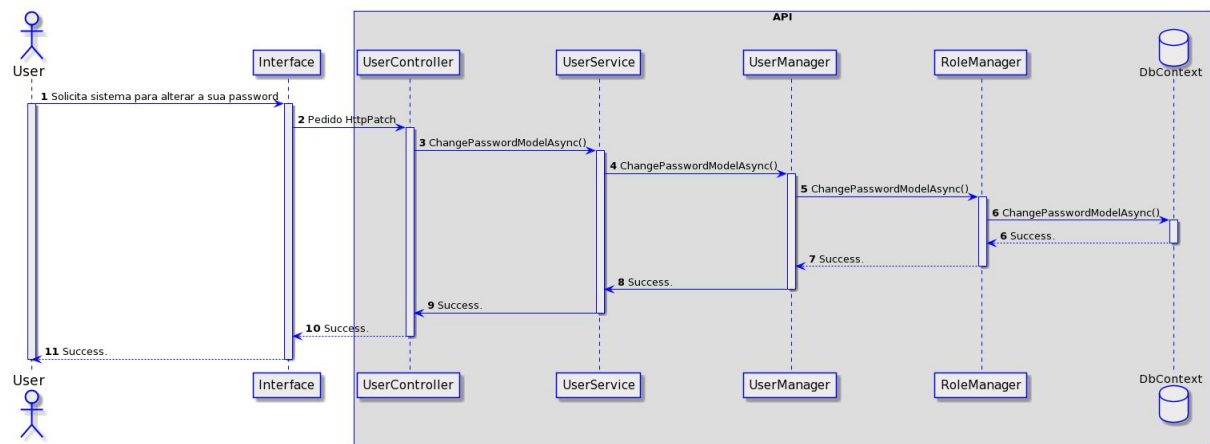 API
User
Interface
UserController
UserService
UserManager
RoleManager
DbContext
1 Solicita sistema para alterar a sua password
2 Pedido HttpPatch
3 ChangePasswordModelAsync()
4 ChangePasswordModelAsync()
5 ChangePasswordModelAsync()
6 ChangePasswordModelAsync()
6 Success.
7 Success.
8 Success.
9 Success.
10 Success.
11 Success.
User
Interface
UserController
UserService
UserManager
RoleManager
DbContext